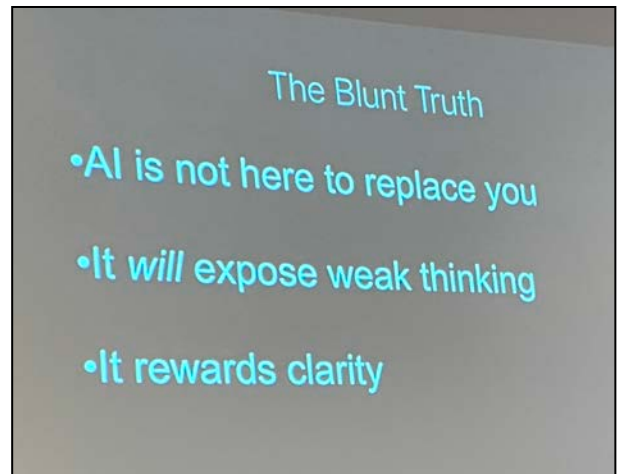 The Blunt Truth
•AI is not here to replace you
•It will expose weak thinking
•It rewards clarity